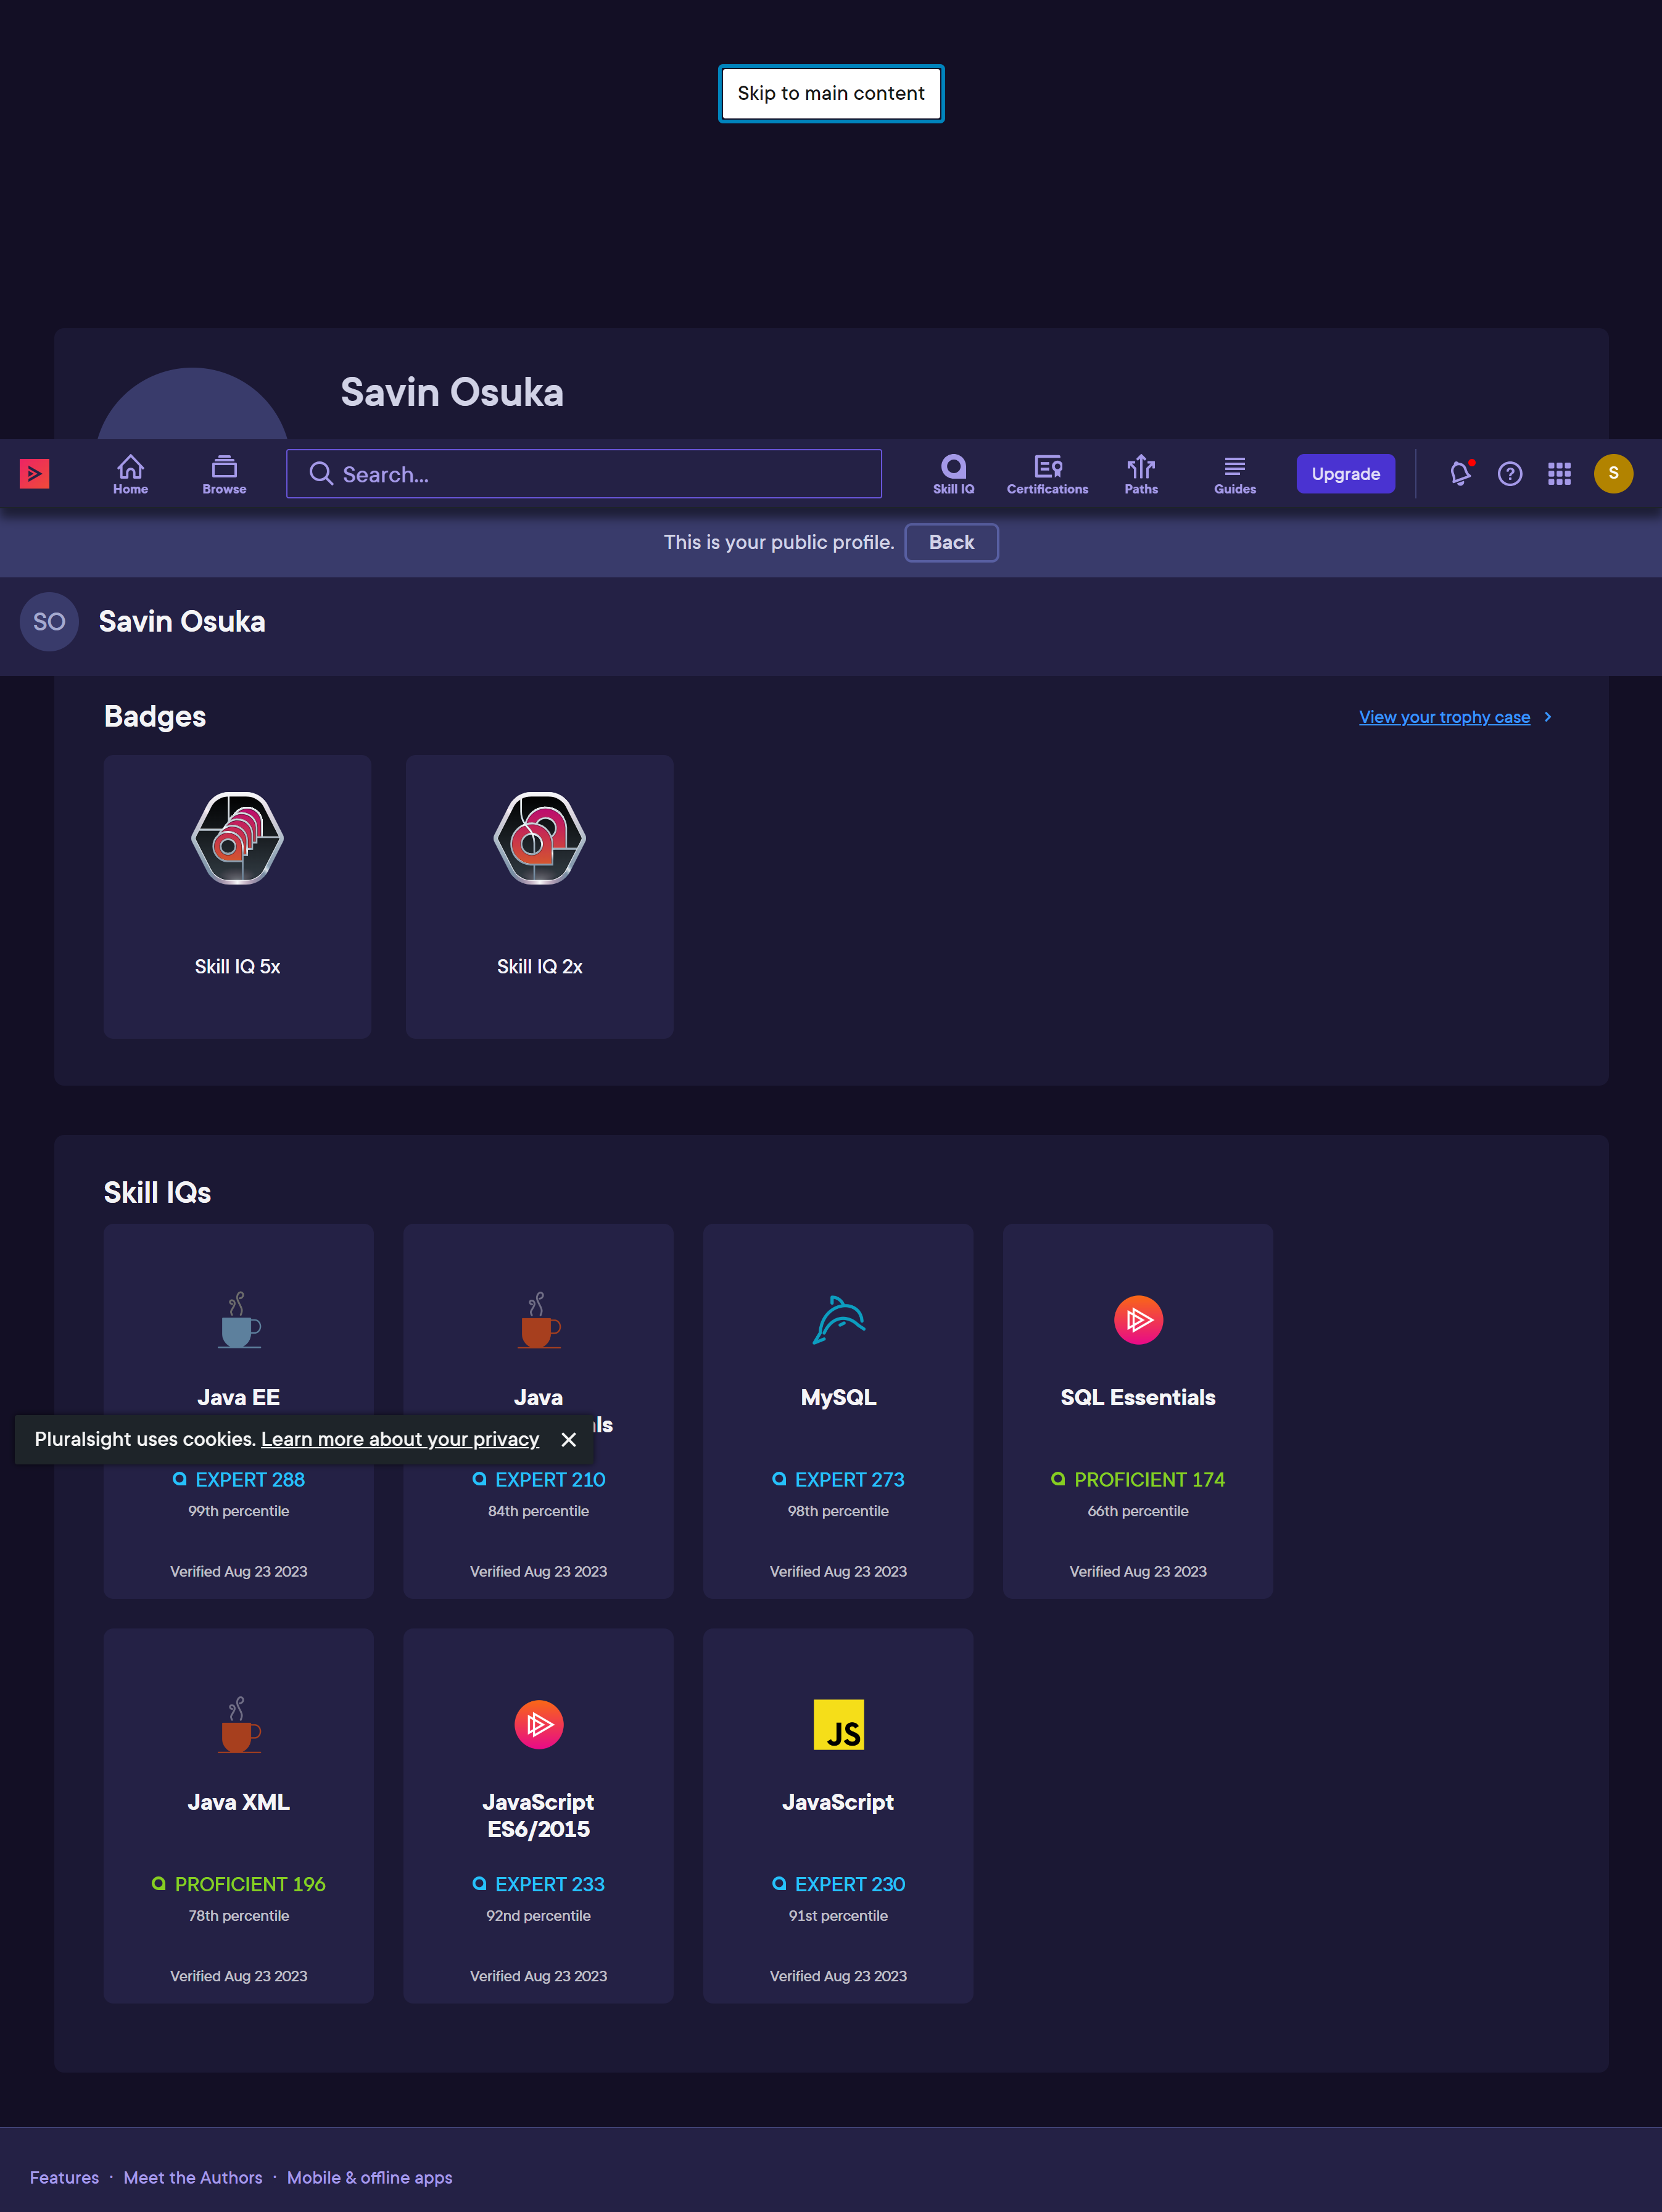 Skip to main content
Savin Osuka
Home
Browse
Search...
Skill IQ
Certifications
Paths
Guides
Upgrade
?
S
This is your public profile. Back
SO Savin Osuka
Badges
View your trophy case
Skill IQ 5x
Skill IQ 2x
Skill IQs
Java EE
EXPERT 288
99th percentile
Verified Aug 23 2023
Java
ls
EXPERT 210
84th percentile
Verified Aug 23 2023
MySQL
EXPERT 273
98th percentile
Verified Aug 23 2023
SQL Essentials
PROFICIENT 174
66th percentile
Verified Aug 23 2023
Pluralsight uses cookies. Learn more about your privacy
Java XML
PROFICIENT 196
78th percentile
Verified Aug 23 2023
JavaScript
ES6/2015
EXPERT 233
92nd percentile
Verified Aug 23 2023
JS
JavaScript
EXPERT 230
91st percentile
Verified Aug 23 2023
Features · Meet the Authors · Mobile & offline apps